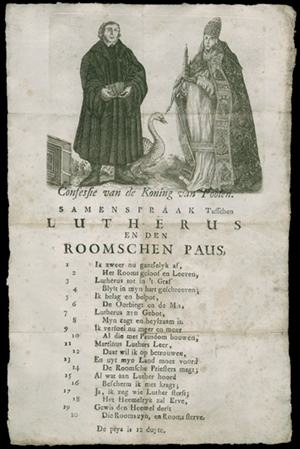 Confessie van de Koning van Poolen.
SAMENSPRAAK Tusschen
LUTHERUS
EN DEN
ROOMSCHEN PAUS,
1 Ik zweer nu gansselyk af,
2 Het Rooms geloof en Leeren,
3 Lutherus tot in 't Graf
4 Blyft in myn hart geschreeven;
5 Ik belag en bespot,
6 De Oorbiegt en de Mis,
7 Lutherus zyn Gebot,
8 Myn zagt en heylzaam is
9 Ik verfoei nu meer en meer
10 Al die met Pausdom bouwen;
11 Martinus Luthers Leer,
12 Daar wil ik op betrouwen,
13 En uyt myn Land moet voort
14 De Roomsche Priesters magt;
15 Al wat aan Luther hoord
16 Bescherm ik met kragt;
17 Ja, ik zeg wie Luther sterft;
18 Het Hemelryk zal Erve,
19 Gewis den Hemel derft
20 Die Rooms zyn, en Rooms sterve.
De prys is 12 duyte.